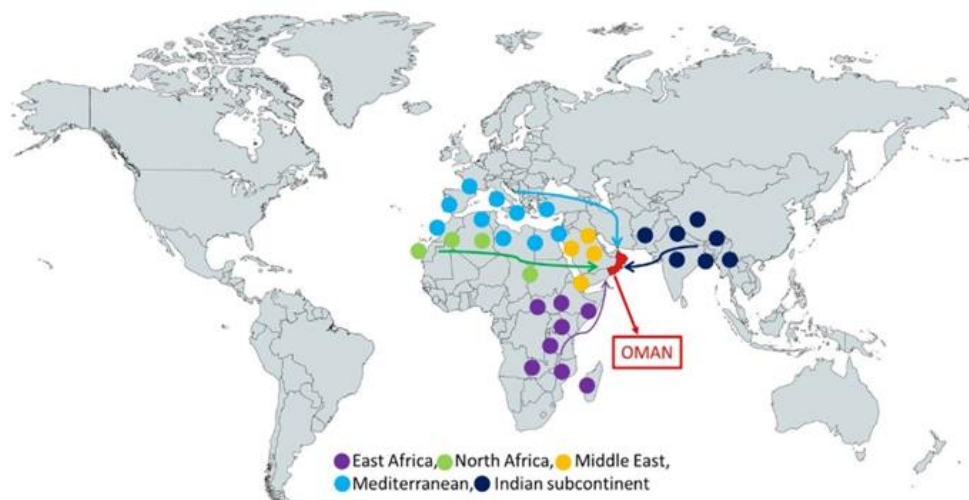 OMAN
East Africa, North Africa, Middle East,
Mediterranean, Indian subcontinent